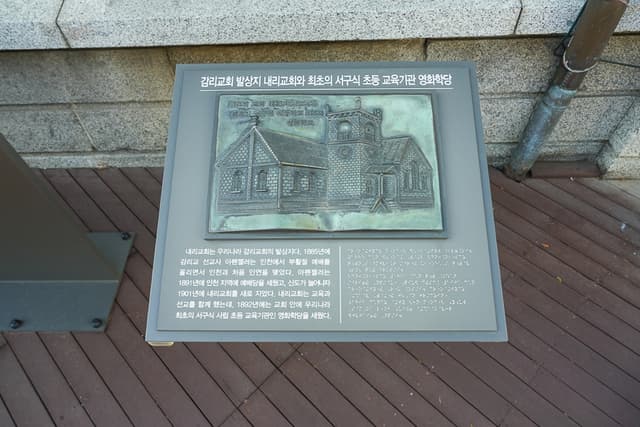 감리교회 발상지 내리교회와 최초의 서구식 초등 교육기관 영화학당
내리교회는 우리나라 감리교회의 발상지다. 1885년에
감리교 선교사 아펜젤러는 인천에서 부활절 예배를
올리면서 인천과 처음 인연을 맺었다. 아펜젤러는
1891년에 인천 지역에 예배당을 세웠고, 신도가 늘어나자
1901년에 내리교회를 새로 지었다. 내리교회는 교육과
선교를 함께 했는데, 1892년에는 교회 안에 우리나라
최초의 서구식 사립 초등 교육기관인 영화학당을 세웠다.